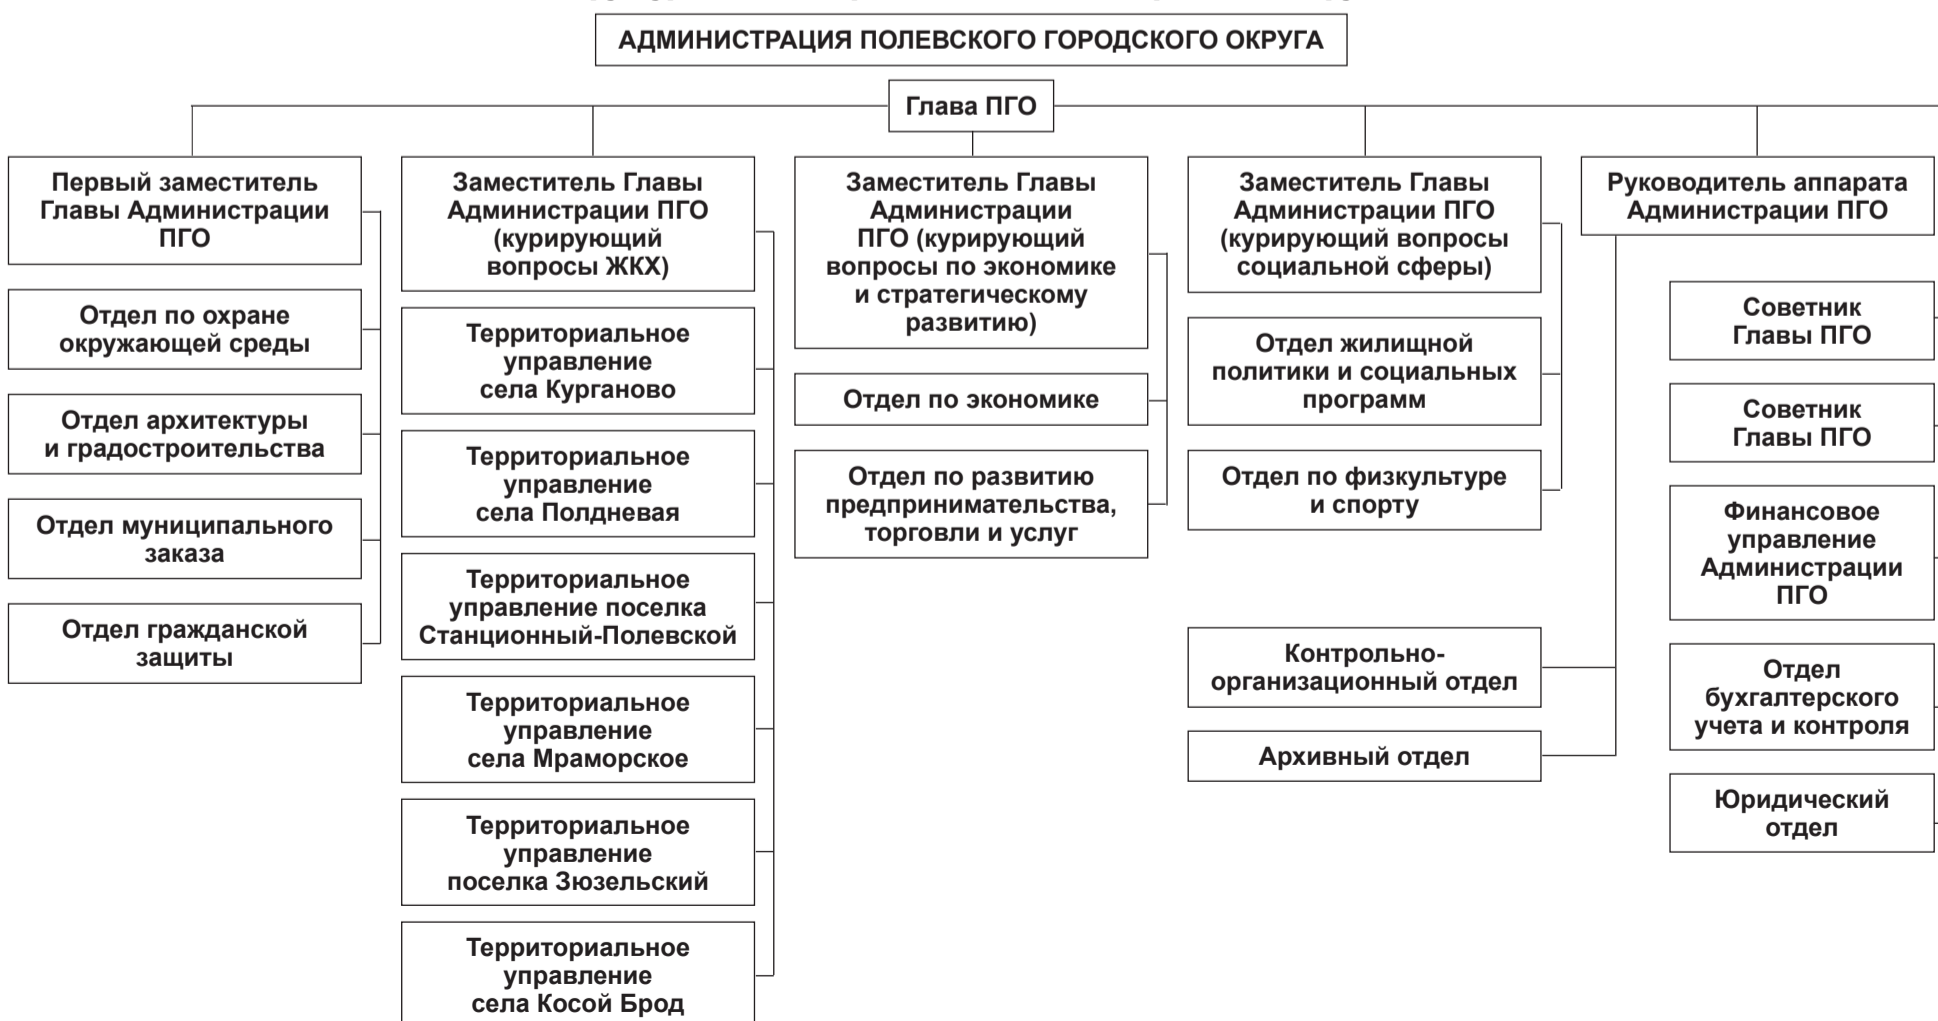 АДМИНИСТРАЦИЯ ПОЛЕВСКОГО ГОРОДСКОГО ОКРУГА
Глава ПГО
Первый заместитель
Главы Администрации
ПГО
Отдел по охране
окружающей среды
Отдел архитектуры
и градостроительства
Отдел муниципального
заказа
Отдел гражданской
защиты
Заместитель Главы
Администрации ПГО
(курирующий
вопросы ЖКХ)
Территориальное
управление
села Курганово
Территориальное
управление
села Полдневая
Территориальное
управление поселка
Станционный-Полевской
Территориальное
управление
села Мраморское
Территориальное
управление
поселка Зюзельский
Территориальное
управление
села Косой Брод
Заместитель Главы
Администрации
ПГО (курирующий
вопросы по экономике
и стратегическому
развитию)
Отдел по экономике
Отдел по развитию
предпринимательства,
торговли и услуг
Заместитель Главы
Администрации ПГО
(курирующий вопросы
социальной сферы)
Отдел жилищной
политики и социальных
программ
Отдел по физкультуре
и спорту
Контрольно-
организационный отдел
Архивный отдел
Руководитель аппарата
Администрации ПГО
Советник
Главы ПГО
Советник
Главы ПГО
Финансовое
управление
Администрации
ПГО
Отдел
бухгалтерского
учета и контроля
Юридический
отдел